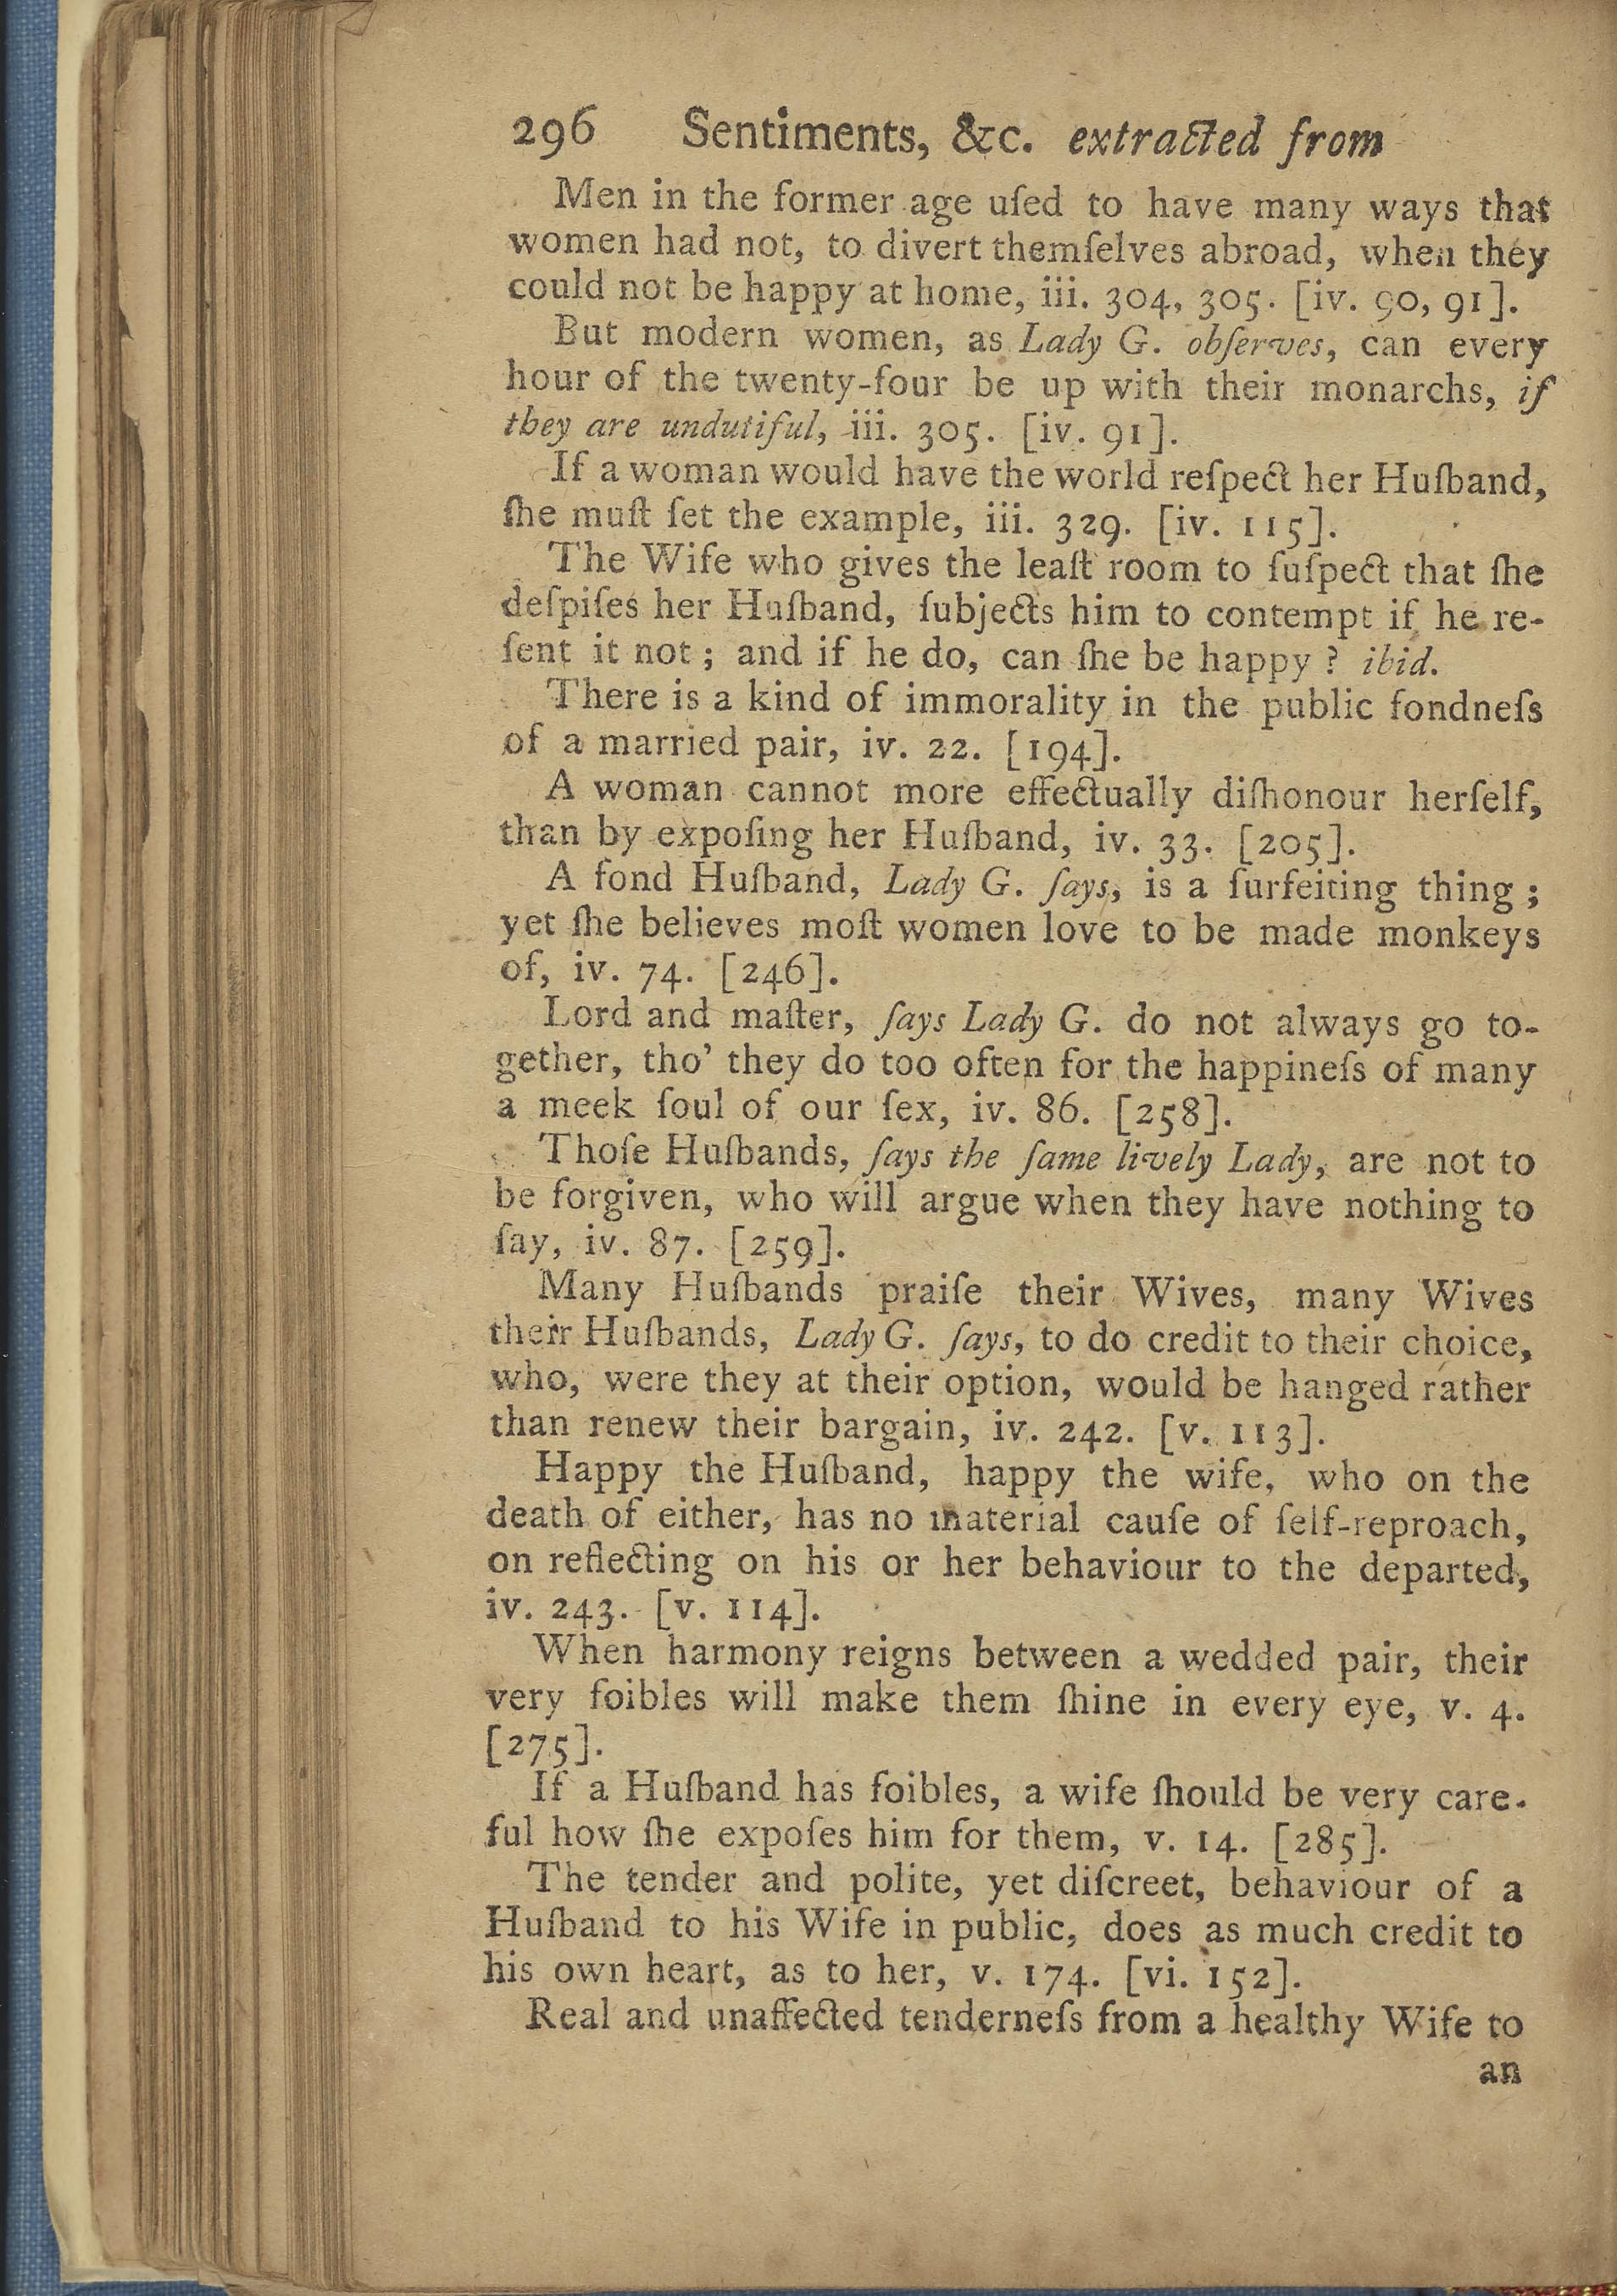 296 Sentiments, &c. extracted from
Men in the former age uſed to have many ways that
women had not, to divert themſelves abroad, when they
could not be happy at home, iii. 304, 305. [iv. 90, 91].
But modern women, as Lady G. obſerves, can every
hour of the twenty-four be up with their monarchs, if
they are undutiful, iii. 305. [iv. 91].
If a woman would have the world reſpect her Huſband,
ſhe muſt ſet the example, iii. 329. [iv. 115].
The Wife who gives the leaſt room to ſuſpect that ſhe
deſpiſes her Huſband, ſubjects him to contempt if he re-
ſent it not; and if he do, can ſhe be happy? ibid.
There is a kind of immorality in the public fondneſs
of a married pair, iv. 22. [194].
A woman cannot more effectually diſhonour herſelf,
than by expoſing her Huſband, iv. 33. [205].
A fond Huſband, Lady G. ſays, is a ſurfeiting thing;
yet ſhe believes moſt women love to be made monkeys
of, iv. 74. [246].
Lord and maſter, ſays Lady G. do not always go to-
gether, tho' they do too often for the happineſs of many
a meek ſoul of our ſex, iv. 86. [258].
Thoſe Huſbands, ſays the ſame lively Lady, are not to
be forgiven, who will argue when they have nothing to
ſay, iv. 87. [259].
Many Huſbands praiſe their Wives, many Wives
their Huſbands, Lady G. ſays, to do credit to their choice,
who, were they at their option, would be hanged rather
than renew their bargain, iv. 242. [v. 113].
Happy the Huſband, happy the wife, who on the
death of either, has no material cauſe of ſelf-reproach,
on reflecting on his or her behaviour to the departed,
iv. 243. [v. 114].
When harmony reigns between a wedded pair, their
very foibles will make them ſhine in every eye, v. 4.
[275].
If a Huſband has foibles, a wife ſhould be very care-
ful how ſhe expoſes him for them, v. 14. [285].
The tender and polite, yet diſcreet, behaviour of a
Huſband to his Wife in public, does as much credit to
his own heart, as to her, v. 174. [vi. 152].
Real and unaffected tenderneſs from a healthy Wife to
an